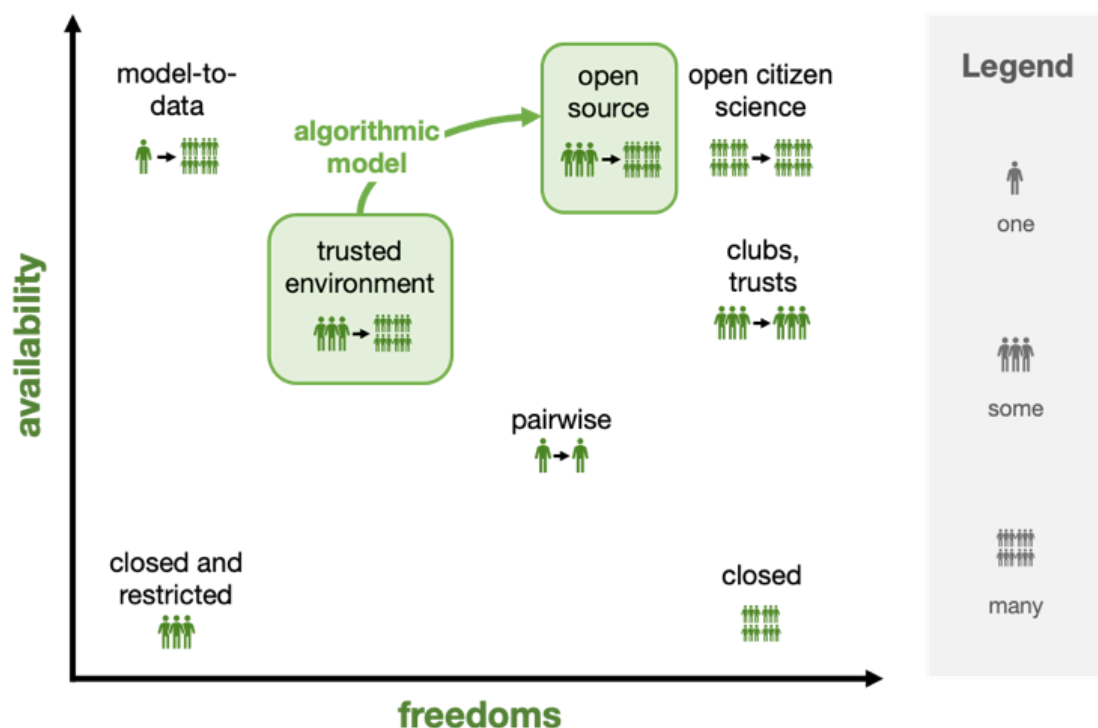 model-to-
data
algorithmic
model
open
source
open citizen
science
trusted
environment
clubs,
trusts
pairwise
closed and
restricted
closed
availability
freedoms
Legend
one
some
many